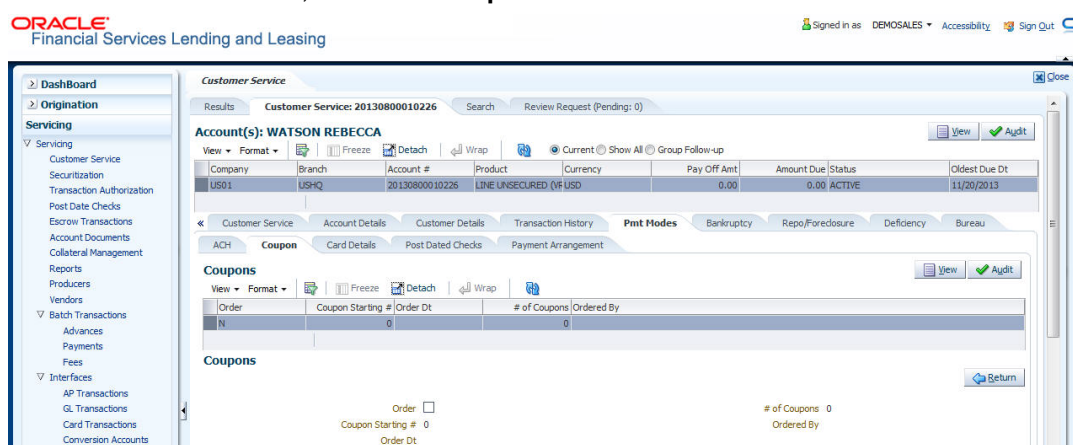 ORACLE
Financial Services Lending and Leasing
Signed in as DEMOSALES Accessibility Sign Out
DashBoard
Origination
Servicing
Servicing
Customer Service
Securitization
Transaction Authorization
Post Date Checks
Escrow Transactions
Account Documents
Collateral Management
Reports
Producers
Vendors
Batch Transactions
Advances
Payments
Fees
Interfaces
AP Transactions
GL Transactions
Card Transactions
Conversion Accounts
Customer Service
Close
Results Customer Service: 20130800010226 Search Review Request (Pending: 0)
Account(s): WATSON REBECCA
View Audit
View Format Freeze Detach Wrap Current Show All Group Follow-up
Company Branch Account # Product Currency Pay Off Amt Amount Due Status Oldest Due Dt
US01 USHQ 20130800010226 LINE UNSECURED (VF USD 0.00 0.00 ACTIVE 11/20/2013
« Customer Service Account Details Customer Details Transaction History Pmt Modes Bankruptcy Repo/Foreclosure Deficiency Bureau
ACH Coupon Card Details Post Dated Checks Payment Arrangement
Coupons
View Audit
View Format Freeze Detach Wrap
Order Coupon Starting # Order Dt # of Coupons Ordered By
N 0 0
Coupons
Return
Order # of Coupons 0
Coupon Starting # 0 Ordered By
Order Dt